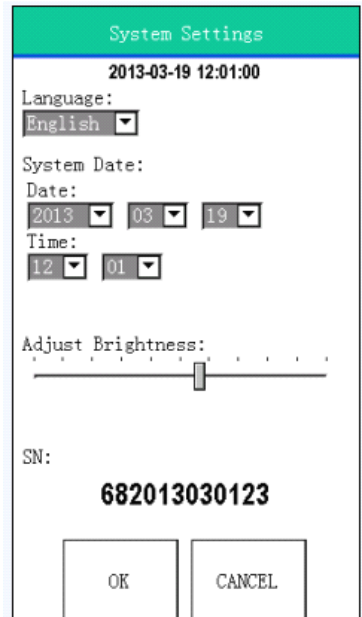 System Settings
2013-03-19 12:01:00
Language:
English
System Date:
Date:
2013 03 19
Time:
12 01
Adjust Brightness:
SN:
682013030123
OK CANCEL